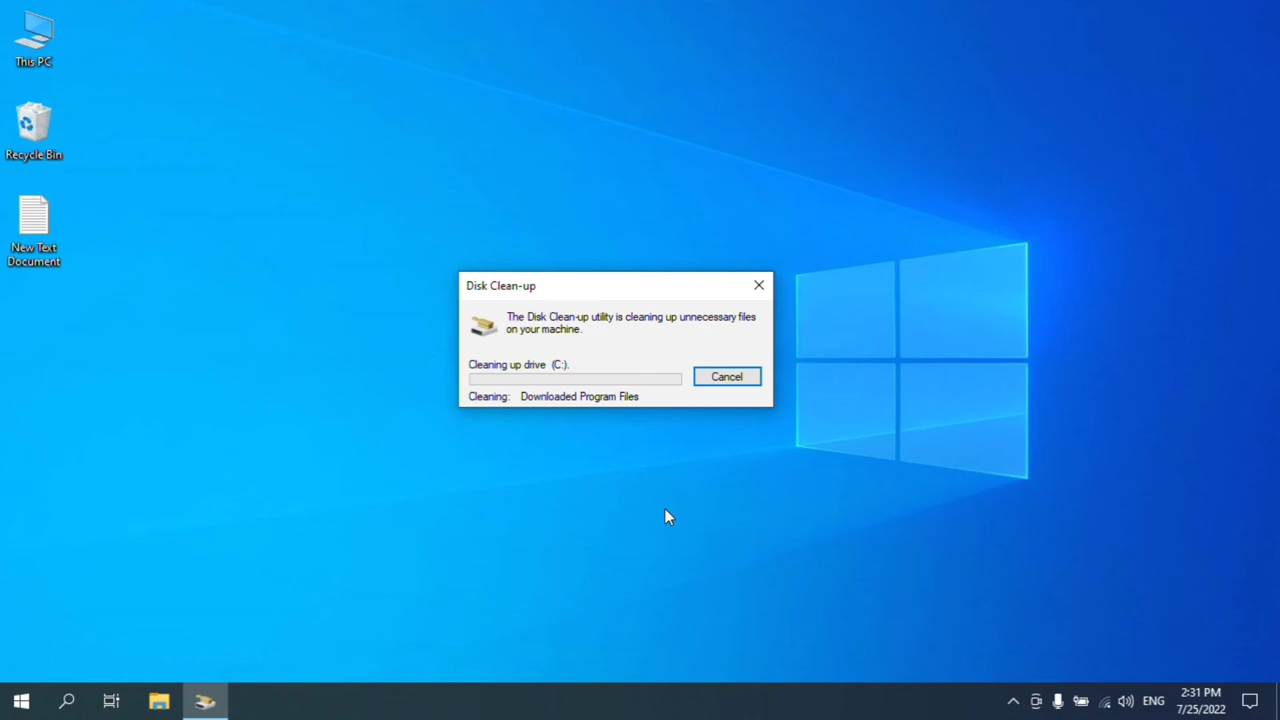 This PC
Recycle Bin
New Text
Document
Disk Clean-up
The Disk Clean-up utility is cleaning up unnecessary files
on your machine.
Cleaning up drive (C:).
Cancel
Cleaning: Downloaded Program Files
ENG
2:31 PM
7/25/2022